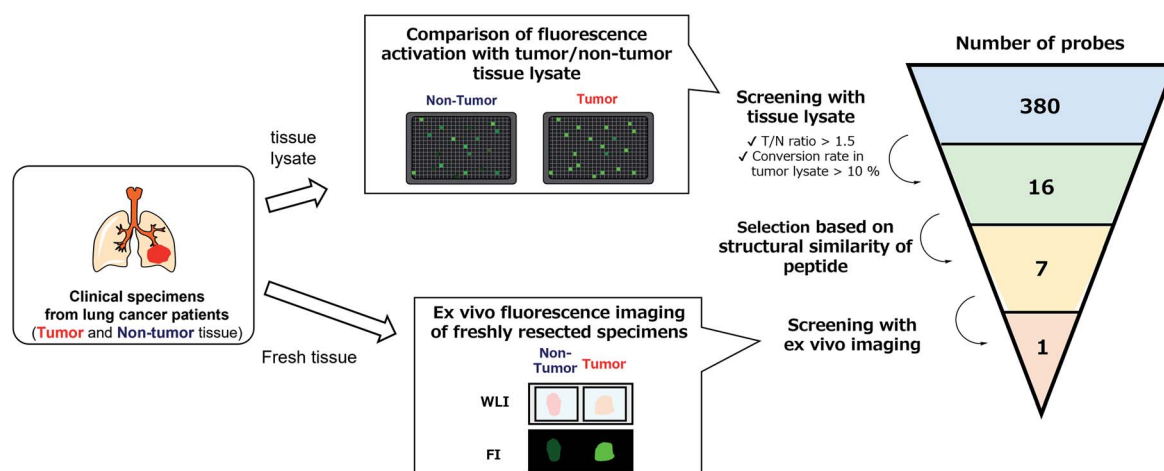 Clinical specimens
from lung cancer patients
(Tumor and Non-tumor tissue)
tissue
lysate
Fresh tissue
Comparison of fluorescence
activation with tumor/non-tumor
tissue lysate
Non-Tumor
Tumor
Ex vivo fluorescence imaging
of freshly resected specimens
Non-
Tumor
Tumor
WLI
FI
Screening with
tissue lysate
✓ T/N ratio > 1.5
✓ Conversion rate in
tumor lysate > 10 %
Selection based on
structural similarity of
peptide
Screening with
ex vivo imaging
Number of probes
380
16
7
1